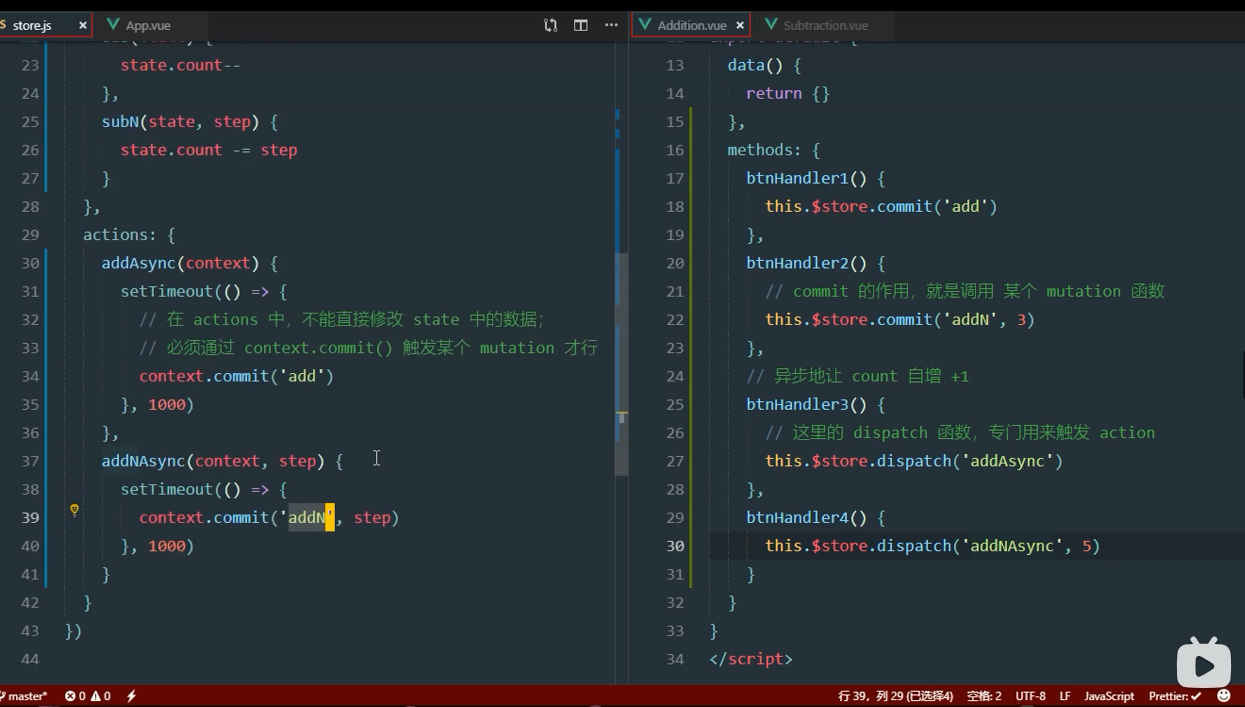 store.js ×
App.vue
23 state.count--
24 },
25 subN(state, step) {
26 state.count -= step
27 }
28 },
29 actions: {
30 addAsync(context) {
31 setTimeout(() => {
32 // 在 actions 中，不能直接修改 state 中的数据；
33 // 必须通过 context.commit() 触发某个 mutation 才行
34 context.commit('add')
35 }, 1000)
36 },
37 addNAsync(context, step) {
38 setTimeout(() => {
39 context.commit('addN', step)
40 }, 1000)
41 }
42 }
43 })
44
Addition.vue ×
Subtraction.vue
13 data() {
14 return {}
15 },
16 methods: {
17 btnHandler1() {
18 this.$store.commit('add')
19 },
20 btnHandler2() {
21 // commit 的作用，就是调用 某个 mutation 函数
22 this.$store.commit('addN', 3)
23 },
24 // 异步地让 count 自增 +1
25 btnHandler3() {
26 // 这里的 dispatch 函数，专门用来触发 action
27 this.$store.dispatch('addAsync')
28 },
29 btnHandler4() {
30 this.$store.dispatch('addNAsync', 5)
31 }
32 }
33 }
34 </script>
master* 0 0 行 39，列 29 (已选择4) 空格: 2 UTF-8 LF JavaScript Prettier: ✓